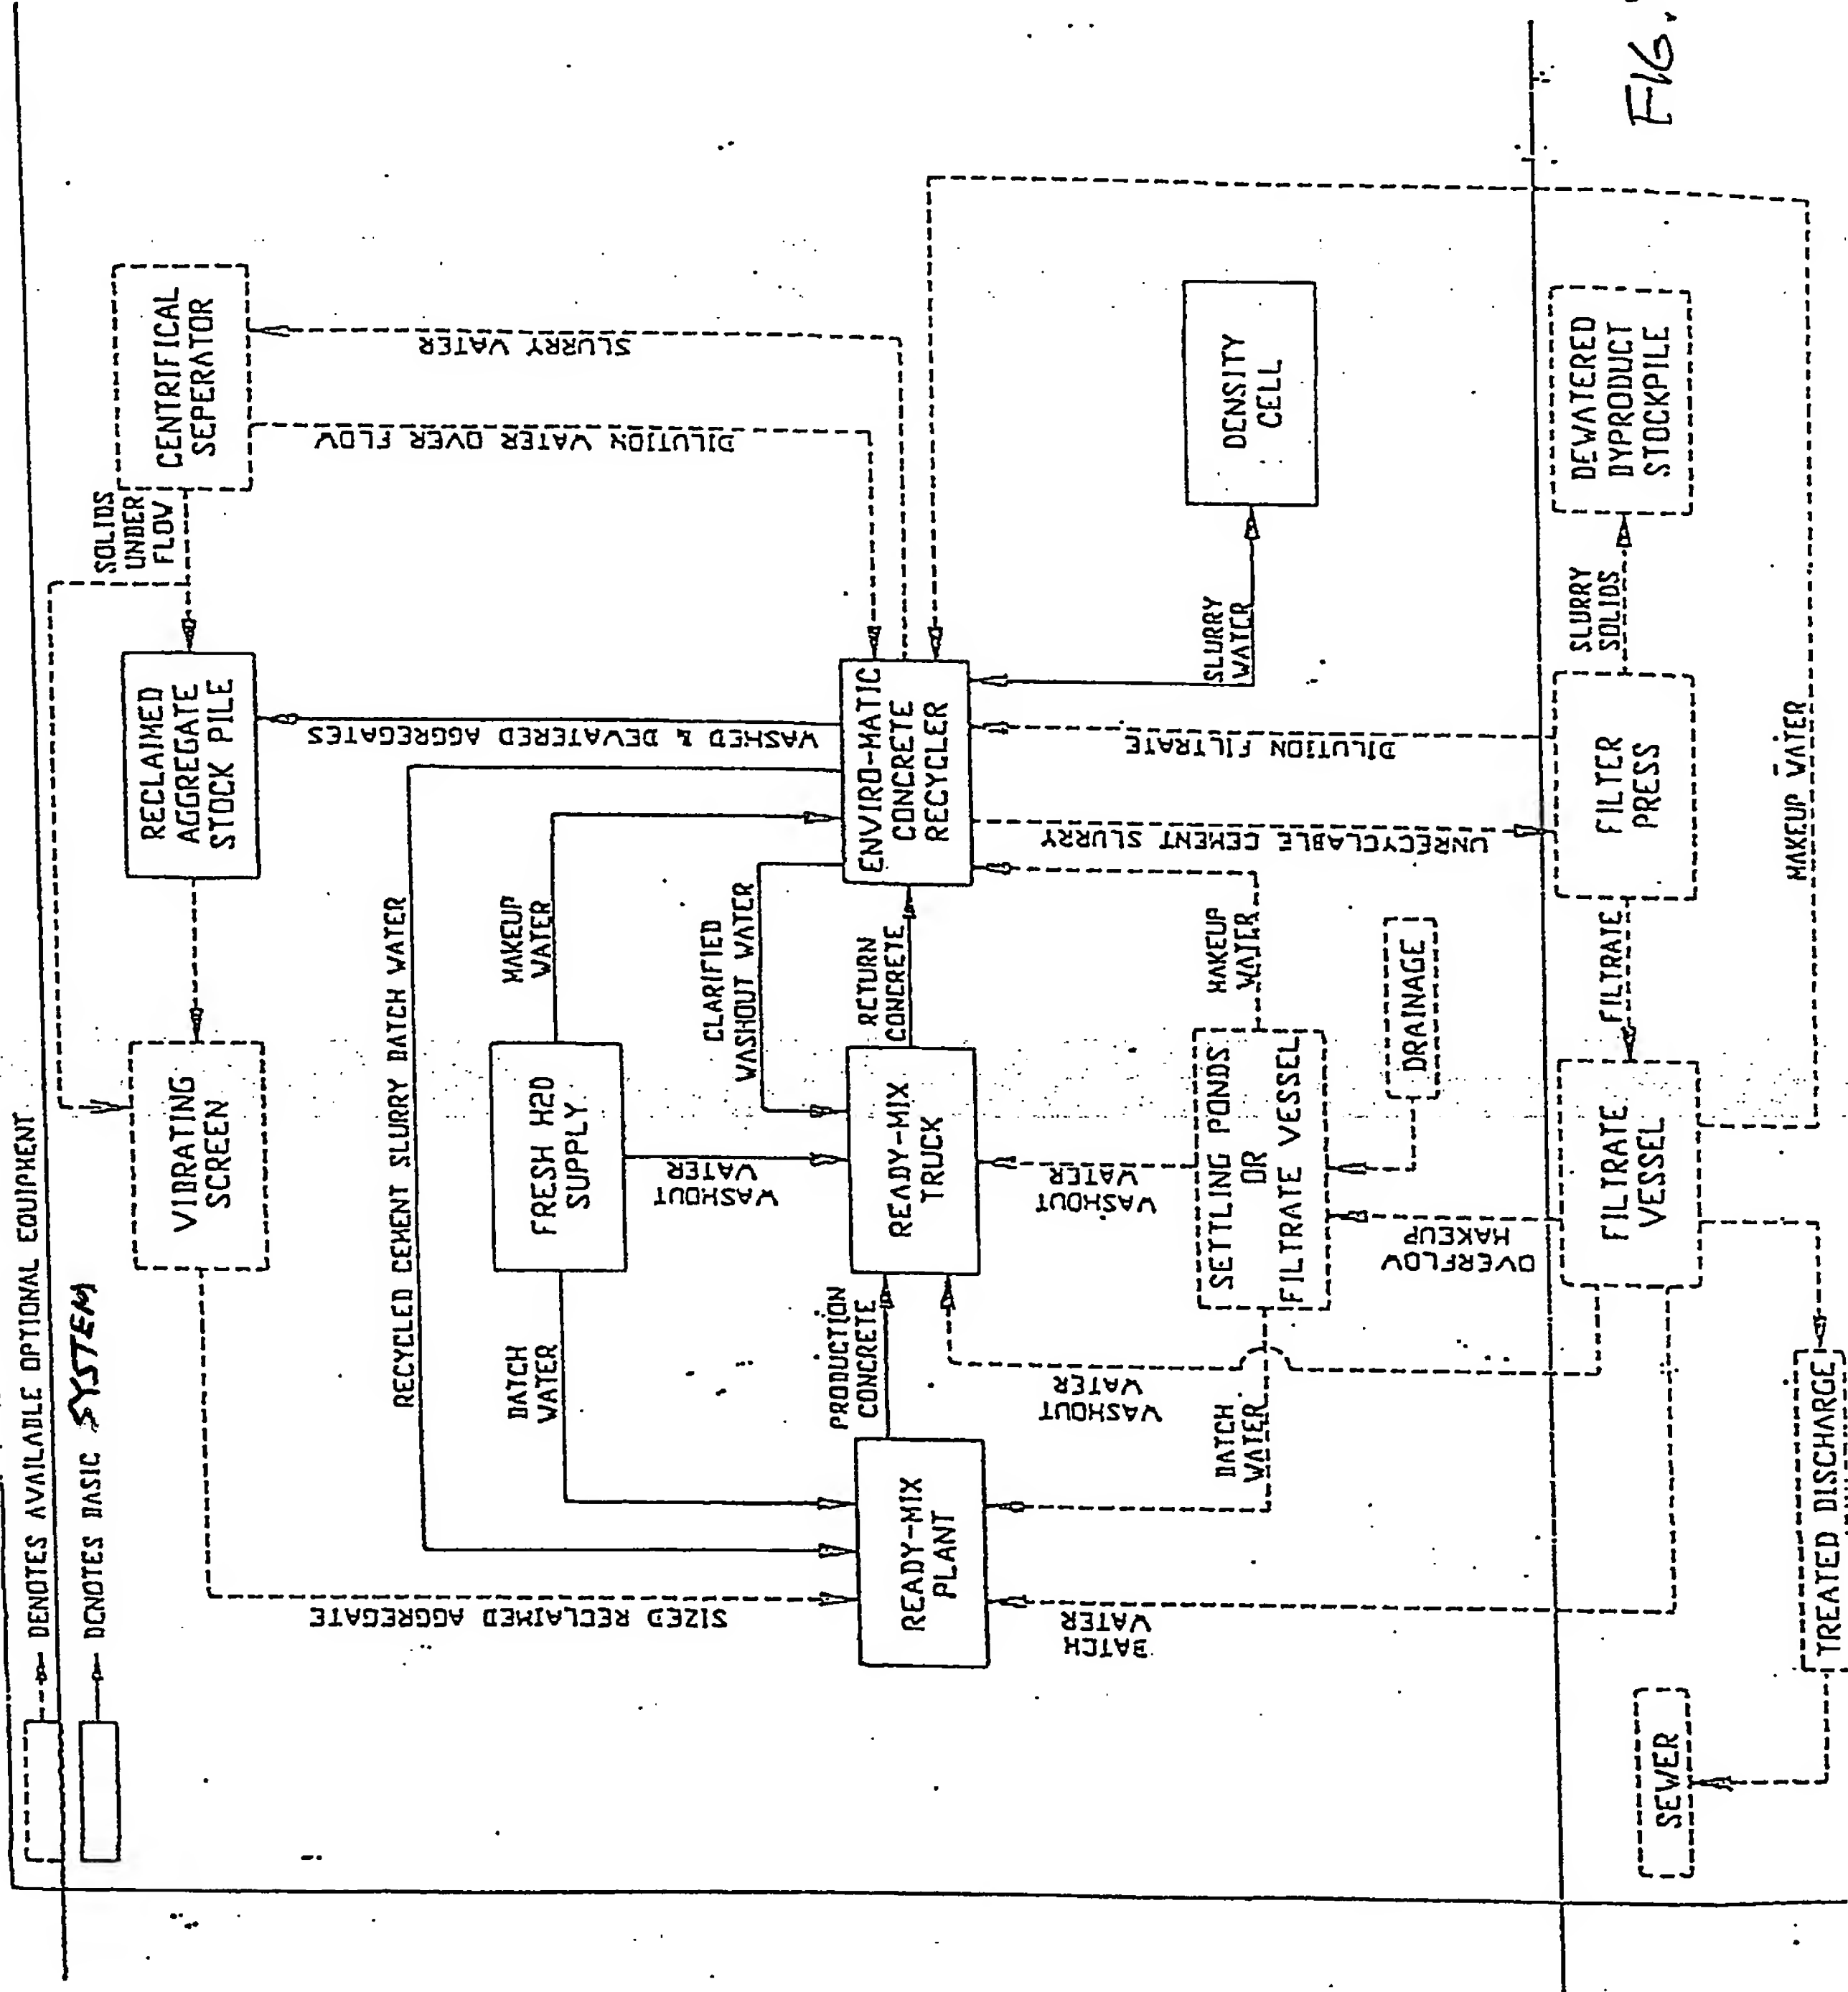 DENOTES AVAILABLE OPTIONAL EQUIPMENT
DENOTES BASIC SYSTEM
VIBRATING
SCREEN
RECLAIMED
AGGREGATE
STOCK PILE
SOLIDS
UNDER
FLOW
CENTRIFICAL
SEPERATOR
SIZED RECLAIMED AGGREGATE
RECYCLED CEMENT SLURRY BATCH WATER
WASHED & DEWATERED AGGREGATES
DILUTION WATER OVER FLOW
SLURRY WATER
BATCH
WATER
FRESH H2O
SUPPLY
MAKEUP
WATER
WASHOUT
WATER
CLARIFIED
WASHOUT WATER
READY-MIX
PLANT
PRODUCTION
CONCRETE
READY-MIX
TRUCK
RETURN
CONCRETE
ENVIRO-MATIC
CONCRETE
RECYCLER
BATCH
WATER
WASHOUT
WATER
WASHOUT
WATER
BATCH
WATER
SETTLING PONDS
OR
FILTRATE VESSEL
MAKEUP
WATER
DRAINAGE
UNRECYCLABLE CEMENT SLURRY
DILUTION FILTRATE
SLURRY
WATER
DENSITY
CELL
OVERFLOW
MAKEUP
FILTRATE
VESSEL
FILTRATE
FILTER
PRESS
SLURRY
SOLIDS
DEWATERED
BYPRODUCT
STOCKPILE
MAKEUP WATER
SEWER
TREATED DISCHARGE
FIG.